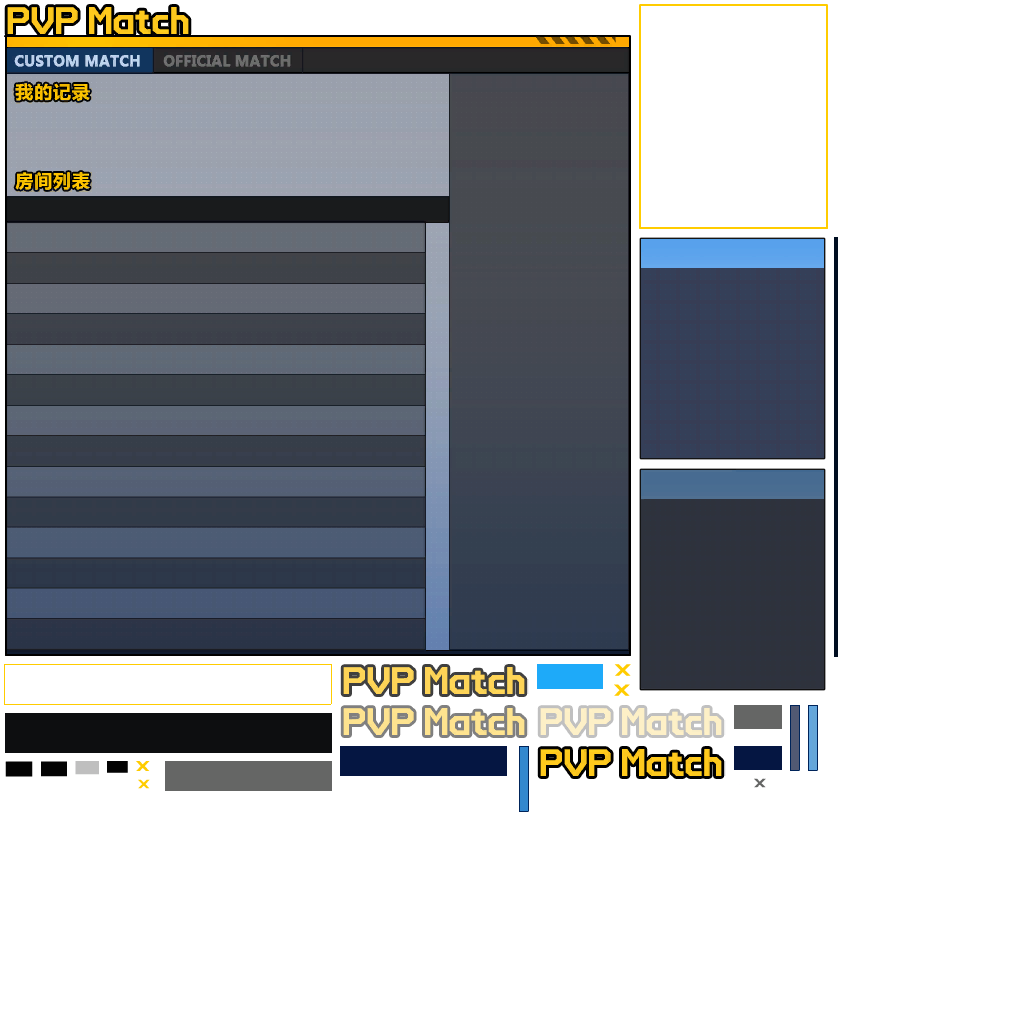 PVP Match
CUSTOM MATCH OFFICIAL MATCH
我的记录
房间列表
PVP Match
PVP Match PVP Match
PVP Match